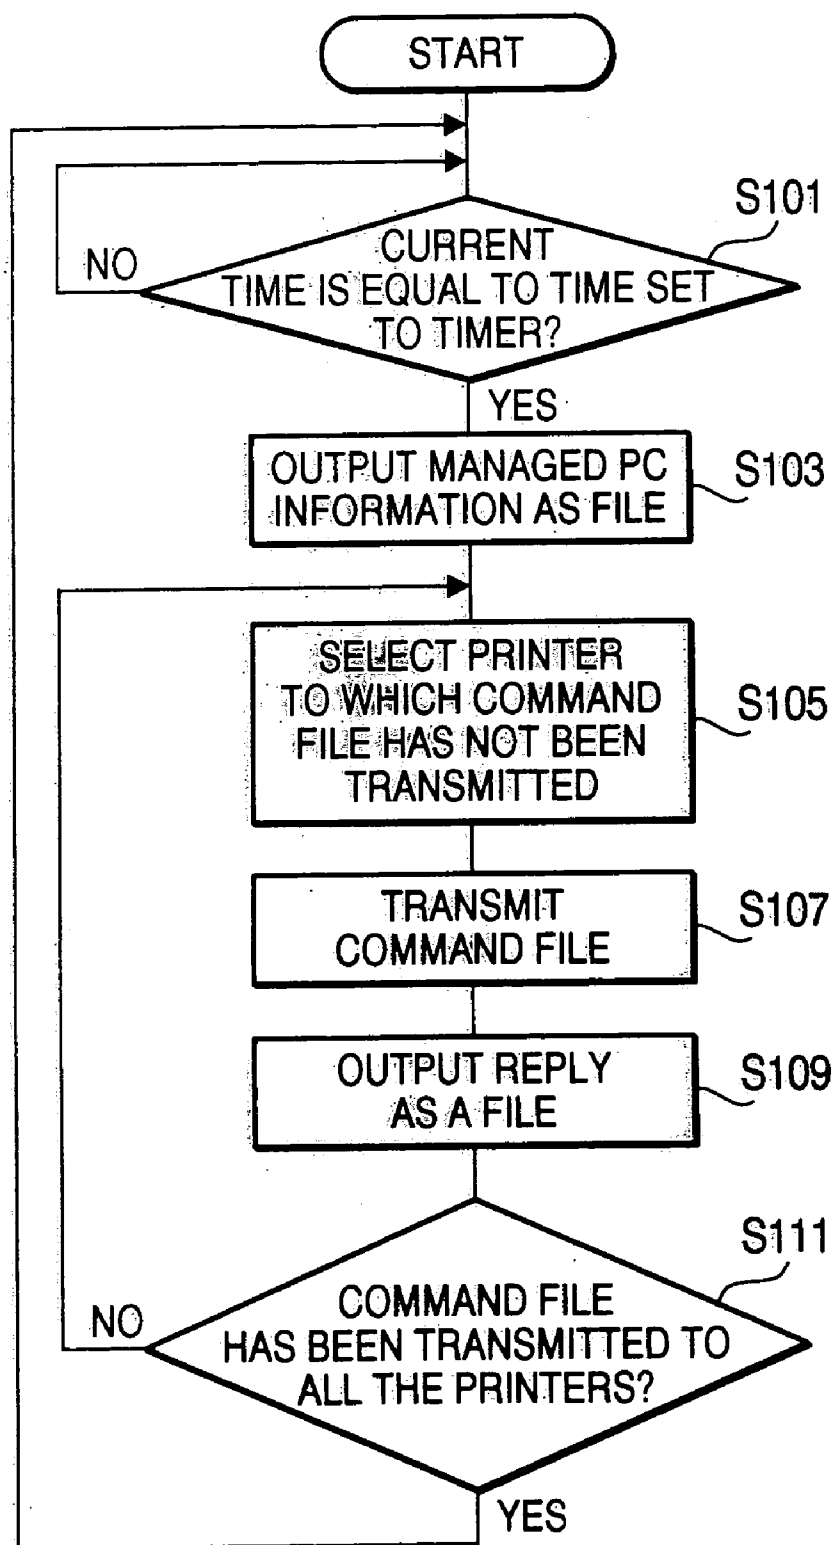 START
S101
CURRENT
TIME IS EQUAL TO TIME SET
TO TIMER?
NO
YES
OUTPUT MANAGED PC
INFORMATION AS FILE
S103
SELECT PRINTER
TO WHICH COMMAND
FILE HAS NOT BEEN
TRANSMITTED
S105
TRANSMIT
COMMAND FILE
S107
OUTPUT REPLY
AS A FILE
S109
S111
COMMAND FILE
HAS BEEN TRANSMITTED TO
ALL THE PRINTERS?
NO
YES